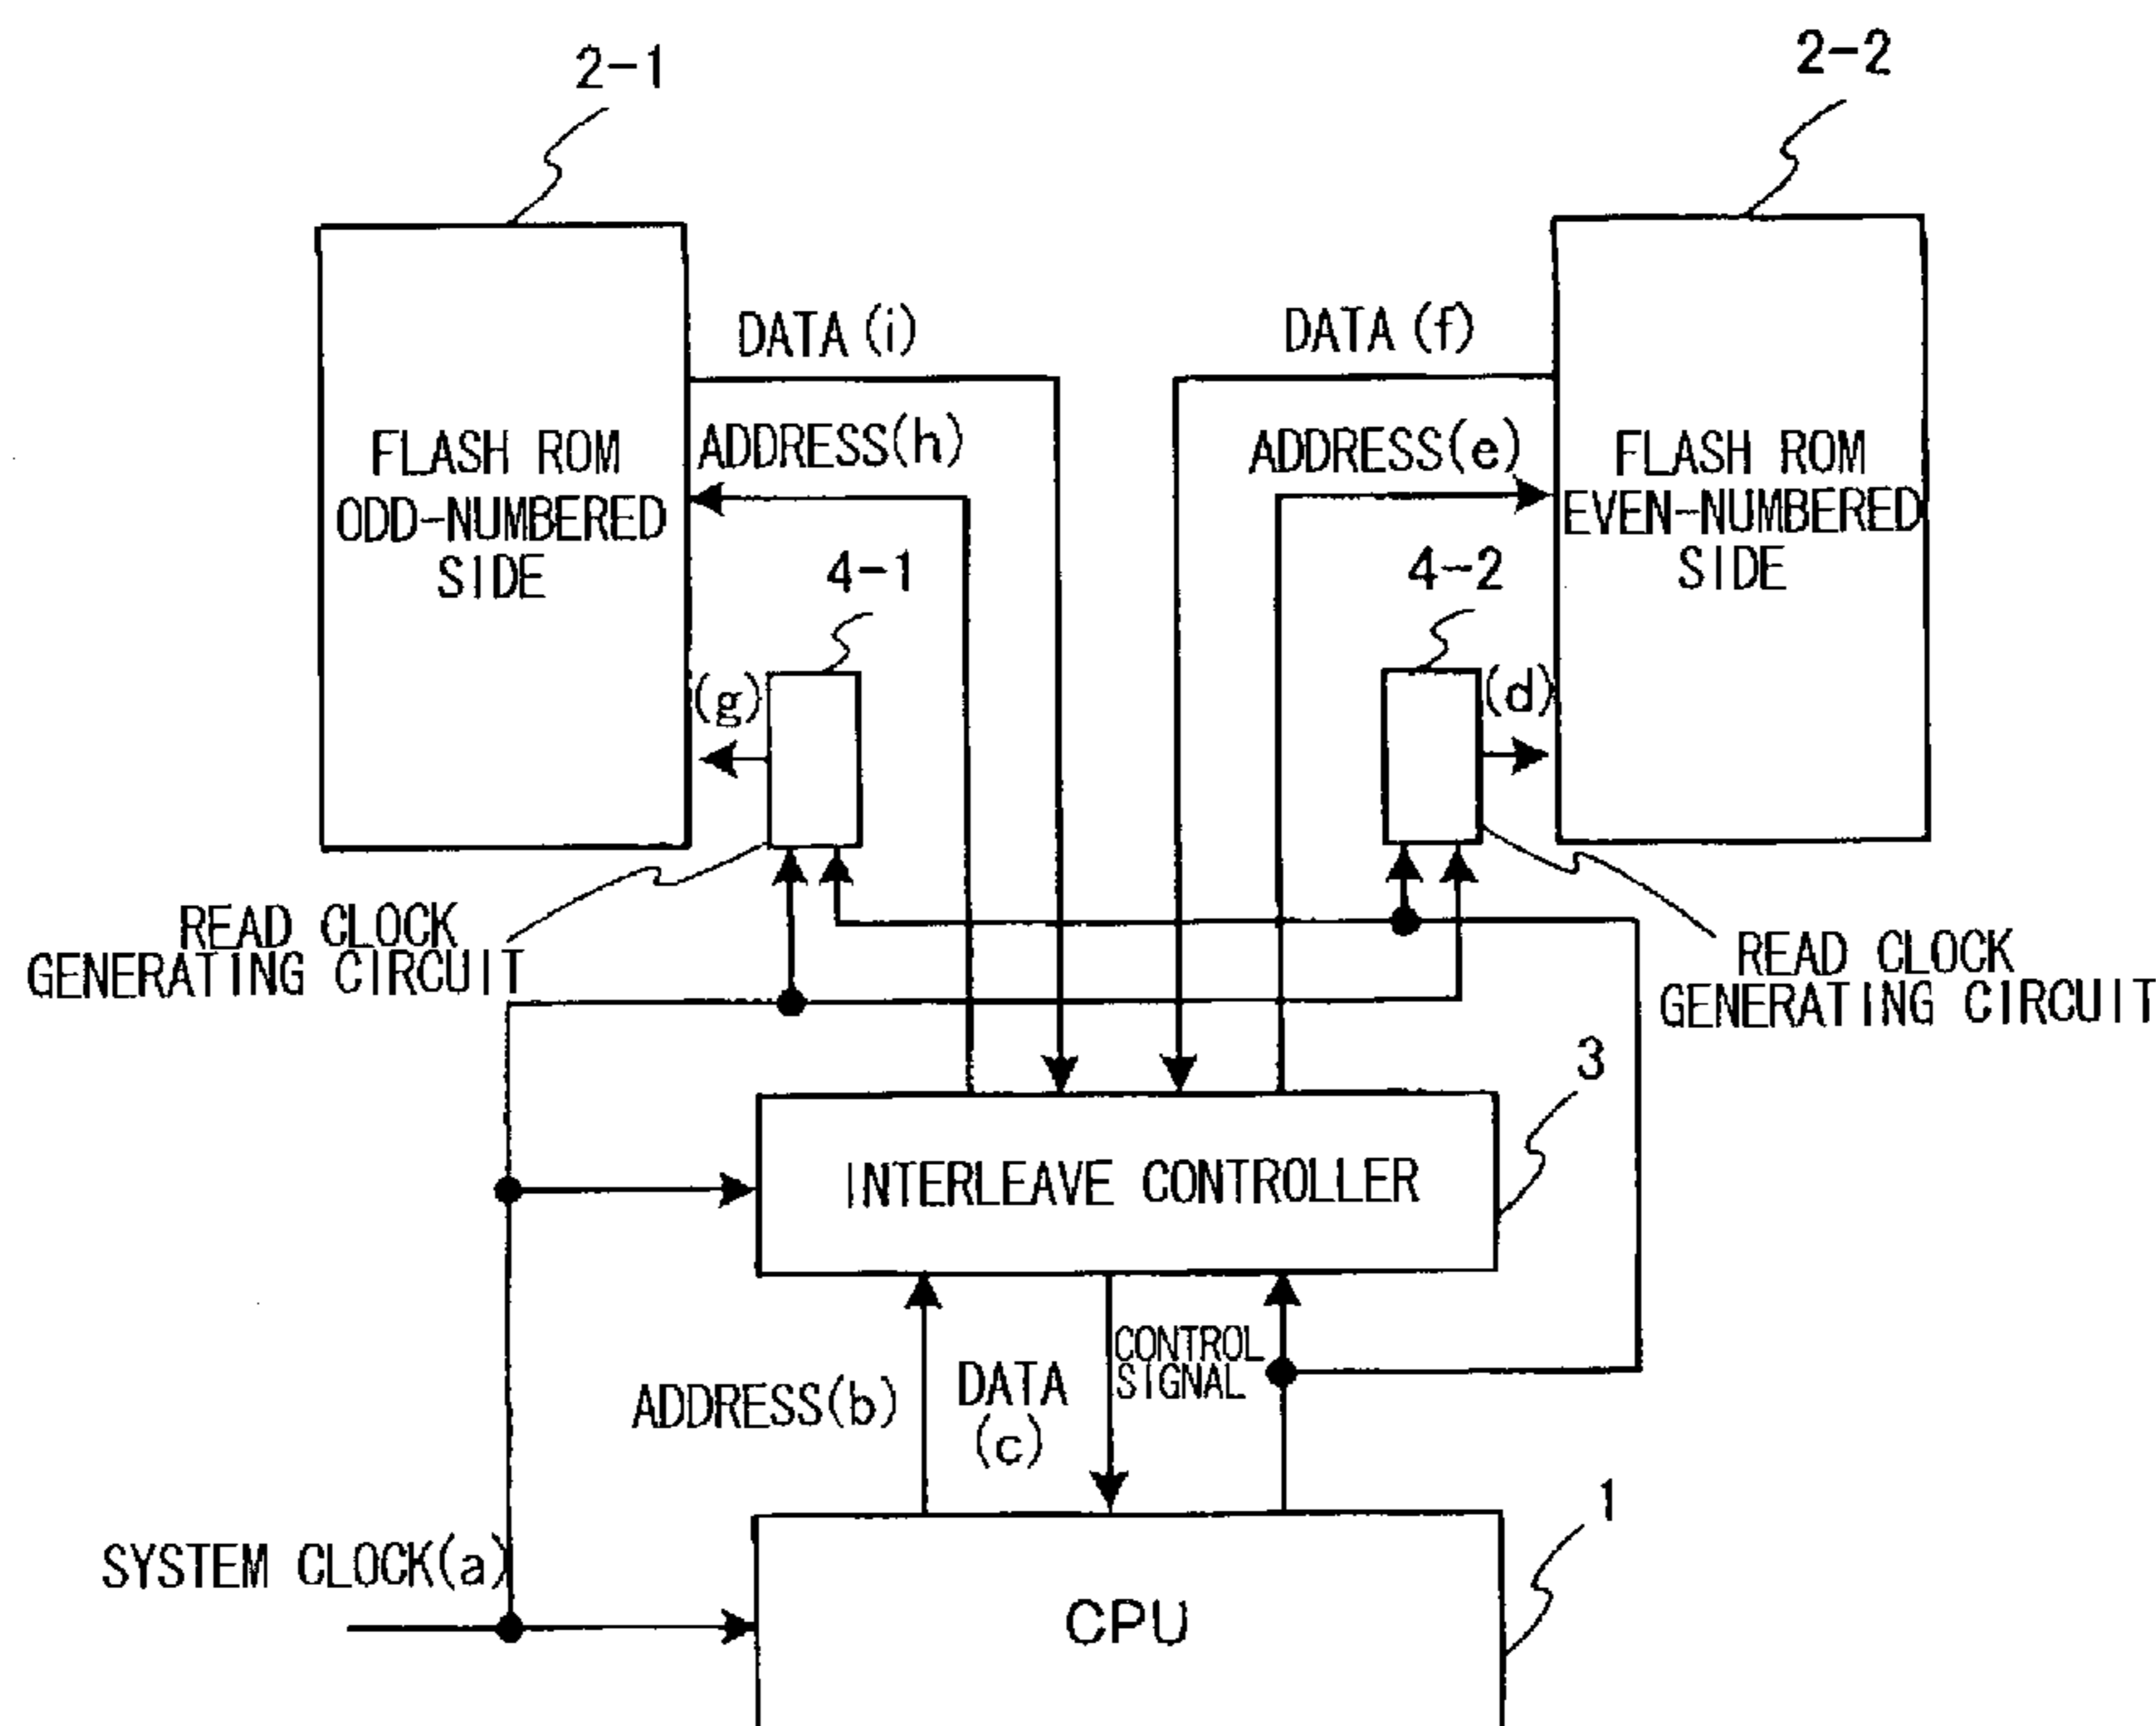 2-1
2-2
DATA (i)
DATA (f)
ADDRESS(h)
ADDRESS(e)
FLASH ROM
ODD-NUMBERED
SIDE
FLASH ROM
EVEN-NUMBERED
SIDE
4-1
4-2
(g)
(d)
READ CLOCK
GENERATING CIRCUIT
READ CLOCK
GENERATING CIRCUIT
3
INTERLEAVE CONTROLLER
CONTROL
SIGNAL
ADDRESS(b)
DATA
(c)
1
SYSTEM CLOCK(a)
CPU